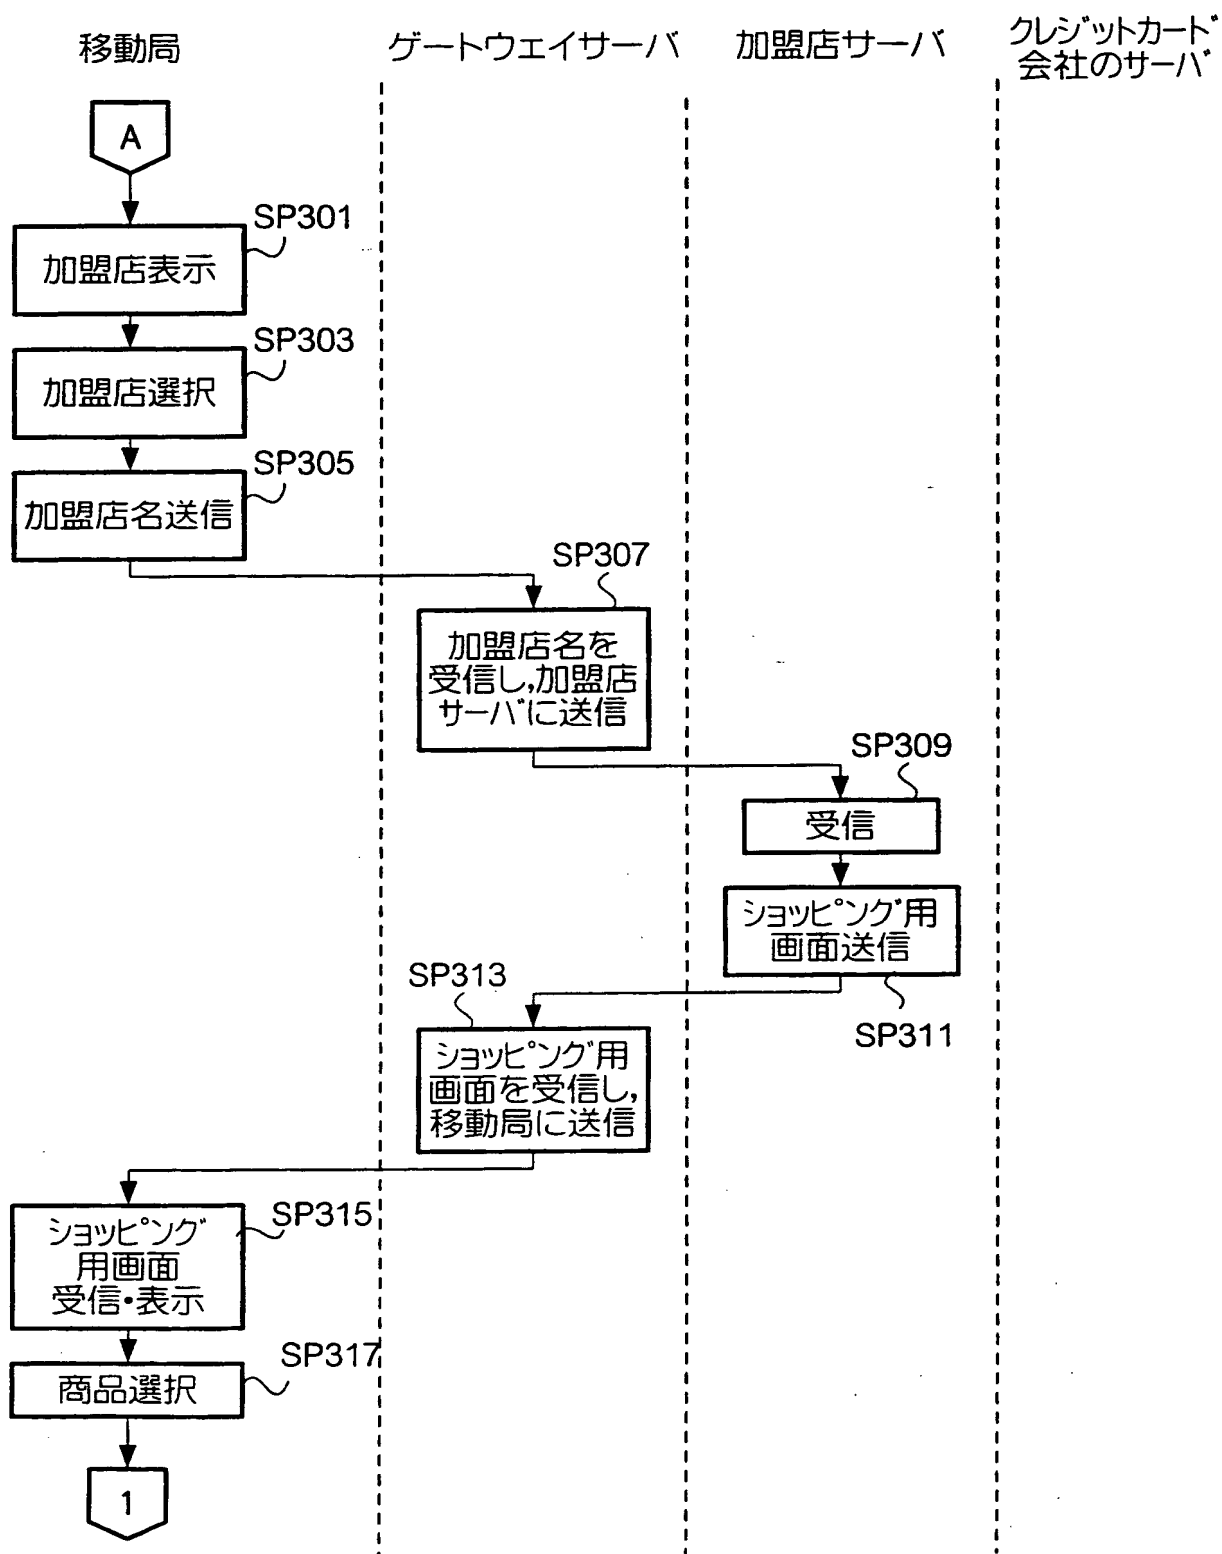 移動局
ゲートウェイサーバ
加盟店サーバ
クレジットカード
会社のサーバ
A
SP301
加盟店表示
SP303
加盟店選択
SP305
加盟店名送信
SP307
加盟店名を
受信し,加盟店
サーバに送信
SP309
受信
ショッピング用
画面送信
SP311
SP313
ショッピング用
画面を受信し,
移動局に送信
SP315
ショッピング
用画面
受信・表示
SP317
商品選択
1